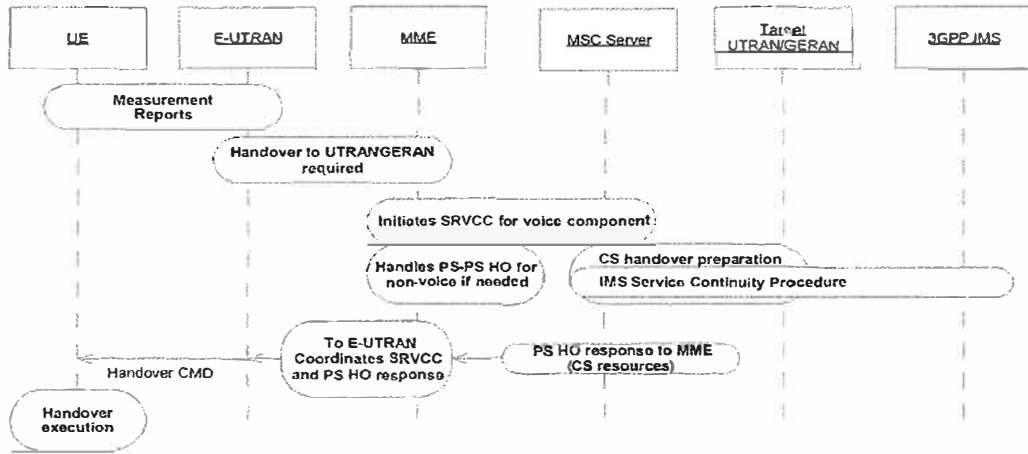 UE
E-UTRAN
MME
MSC Server
Target
UTRAN/GERAN
3GPP IMS
Measurement
Reports
Handover to UTRAN/GERAN
required
Initiates SRVCC for voice component
Handles PS-PS HO for
non-voice if needed
CS handover preparation
IMS Service Continuity Procedure
To E-UTRAN
Coordinates SRVCC
and PS HO response
PS HO response to MME
(CS resources)
Handover CMD
Handover
execution